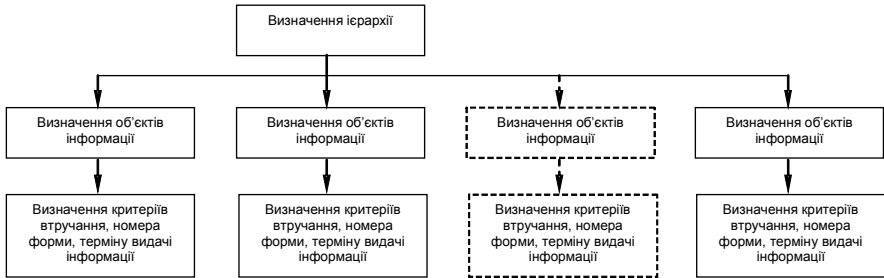 Визначення ієрархії
Визначення об’єктів
інформації
Визначення об’єктів
інформації
Визначення об’єктів
інформації
Визначення об’єктів
інформації
Визначення критеріїв
втручання, номера
форми, терміну видачі
інформації
Визначення критеріїв
втручання, номера
форми, терміну видачі
інформації
Визначення критеріїв
втручання, номера
форми, терміну видачі
інформації
Визначення критеріїв
втручання, номера
форми, терміну видачі
інформації